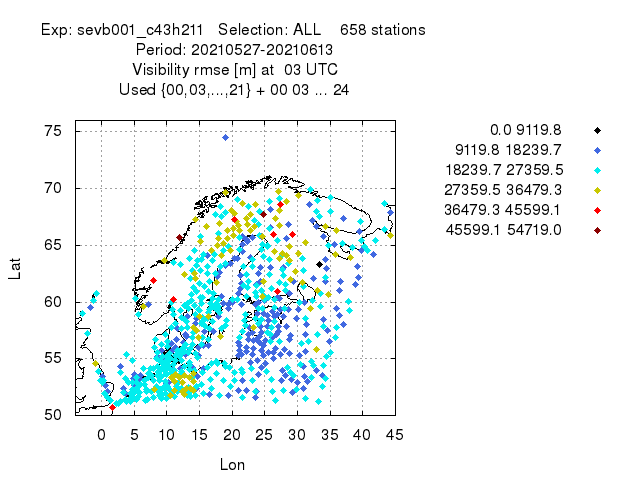 Exp: sevb001_c43h211 Selection: ALL 658 stations
Period: 20210527-20210613
Visibility rmse [m] at 03 UTC
Used {00,03,...,21} + 00 03 ... 24
0.0 9119.8
9119.8 18239.7
18239.7 27359.5
27359.5 36479.3
36479.3 45599.1
45599.1 54719.0
75
70
65
60
55
50
Lat
0 5 10 15 20 25 30 35 40 45
Lon